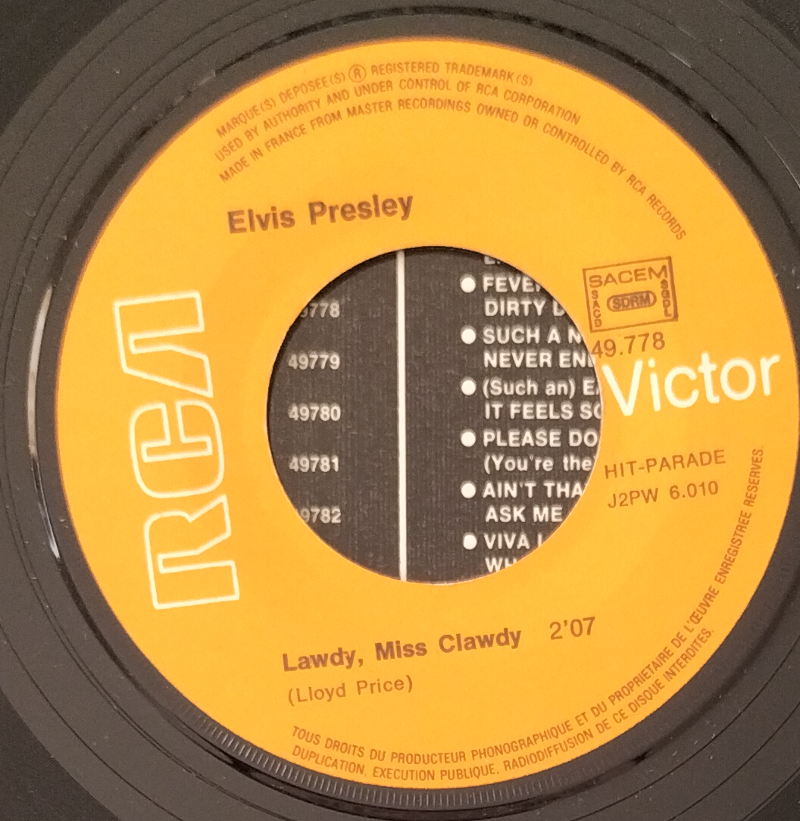 MARQUE(S) DEPOSEE(S) ® REGISTERED TRADEMARK(S)
USED BY AUTHORITY AND UNDER CONTROL OF RCA CORPORATION
MADE IN FRANCE FROM MASTER RECORDINGS OWNED OR CONTROLLED BY RCA RECORDS
Elvis Presley
RCA
SACEM
SACD
SDRM
SGDL
49.778
Victor
HIT-PARADE
J2PW 6.010
49779
49780
49781
DIRTY
SUCH A
NEVER
● (Such an)
IT FEELS
● PLEASE DO
(You're the
● AIN'T
ASK ME
● VIVA
Lawdy, Miss Clawdy 2'07
(Lloyd Price)
TOUS DROITS DU PRODUCTEUR PHONOGRAPHIQUE ET DU PROPRIETAIRE DE L'ŒUVRE ENREGISTREE RESERVES.
DUPLICATION, EXECUTION PUBLIQUE, RADIODIFFUSION DE CE DISQUE INTERDITES.